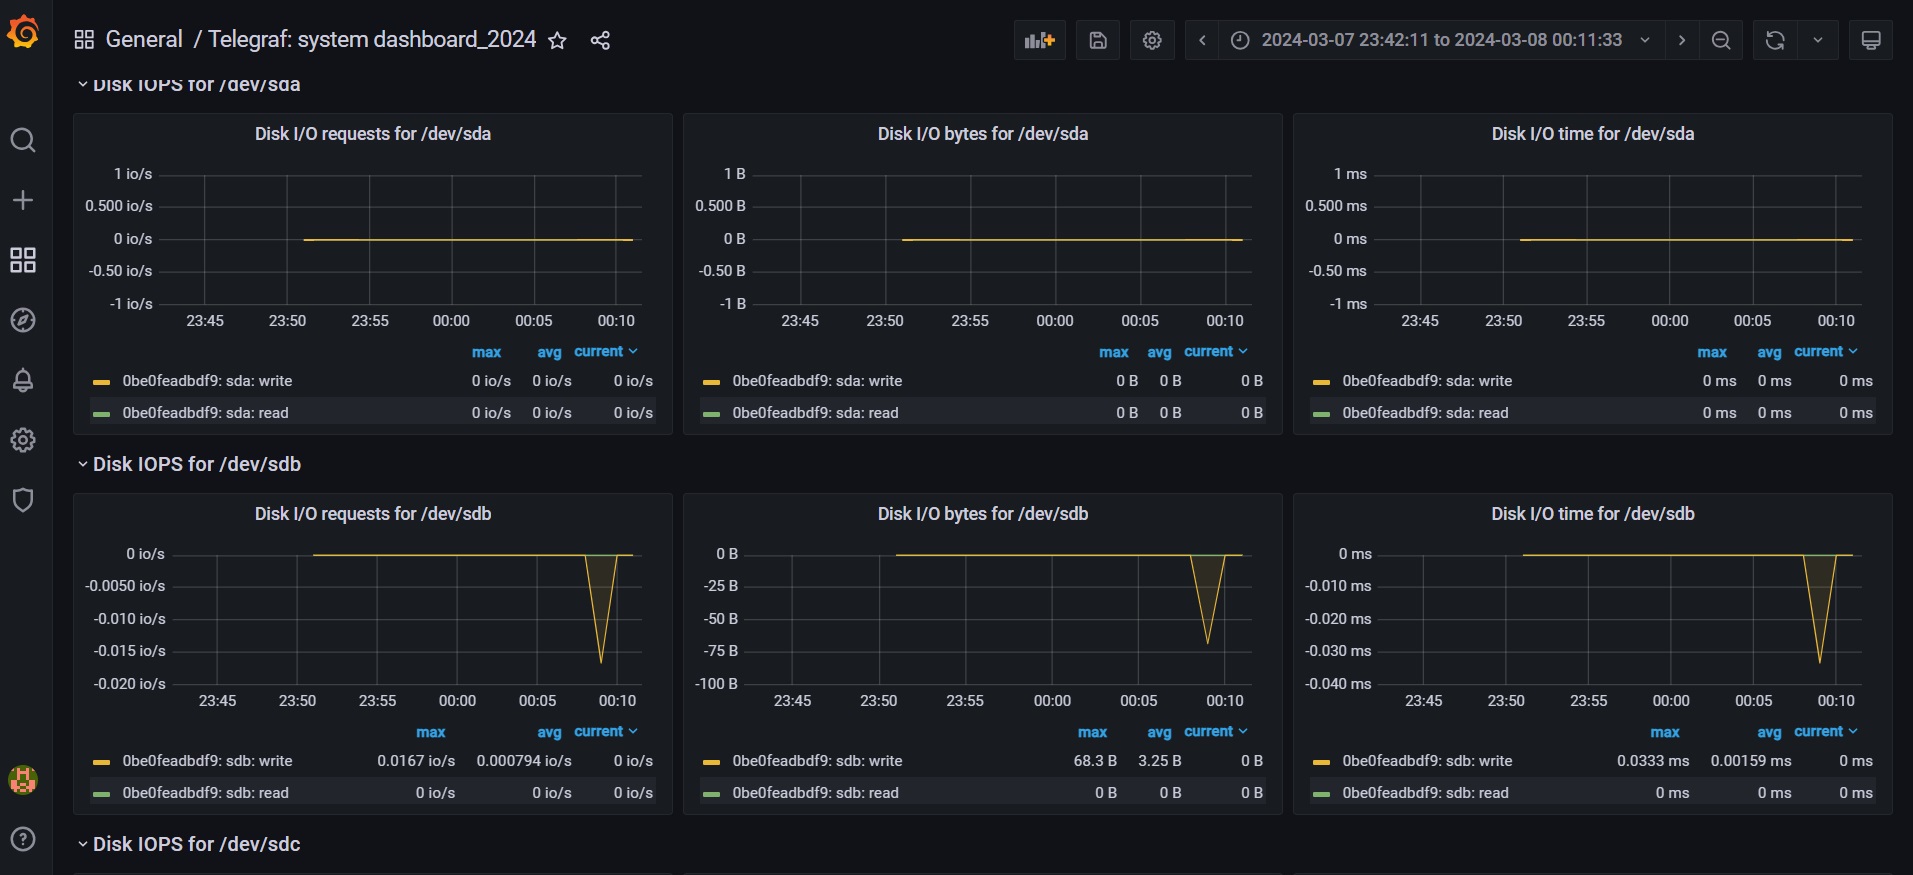 General / Telegraf: system dashboard_2024
2024-03-07 23:42:11 to 2024-03-08 00:11:33
Disk IOPS for /dev/sda
Disk I/O requests for /dev/sda
1 io/s
0.500 io/s
0 io/s
-0.50 io/s
-1 io/s
23:45 23:50 23:55 00:00 00:05 00:10
max avg current
0be0feadbdf9: sda: write 0 io/s 0 io/s 0 io/s
0be0feadbdf9: sda: read 0 io/s 0 io/s 0 io/s
Disk I/O bytes for /dev/sda
1 B
0.500 B
0 B
-0.50 B
-1 B
23:45 23:50 23:55 00:00 00:05 00:10
max avg current
0be0feadbdf9: sda: write 0 B 0 B 0 B
0be0feadbdf9: sda: read 0 B 0 B 0 B
Disk I/O time for /dev/sda
1 ms
0.500 ms
0 ms
-0.50 ms
-1 ms
23:45 23:50 23:55 00:00 00:05 00:10
max avg current
0be0feadbdf9: sda: write 0 ms 0 ms 0 ms
0be0feadbdf9: sda: read 0 ms 0 ms 0 ms
Disk IOPS for /dev/sdb
Disk I/O requests for /dev/sdb
0 io/s
-0.0050 io/s
-0.010 io/s
-0.015 io/s
-0.020 io/s
23:45 23:50 23:55 00:00 00:05 00:10
max avg current
0be0feadbdf9: sdb: write 0.0167 io/s 0.000794 io/s 0 io/s
0be0feadbdf9: sdb: read 0 io/s 0 io/s 0 io/s
Disk I/O bytes for /dev/sdb
0 B
-25 B
-50 B
-75 B
-100 B
23:45 23:50 23:55 00:00 00:05 00:10
max avg current
0be0feadbdf9: sdb: write 68.3 B 3.25 B 0 B
0be0feadbdf9: sdb: read 0 B 0 B 0 B
Disk I/O time for /dev/sdb
0 ms
-0.010 ms
-0.020 ms
-0.030 ms
-0.040 ms
23:45 23:50 23:55 00:00 00:05 00:10
max avg current
0be0feadbdf9: sdb: write 0.0333 ms 0.00159 ms 0 ms
0be0feadbdf9: sdb: read 0 ms 0 ms 0 ms
Disk IOPS for /dev/sdc